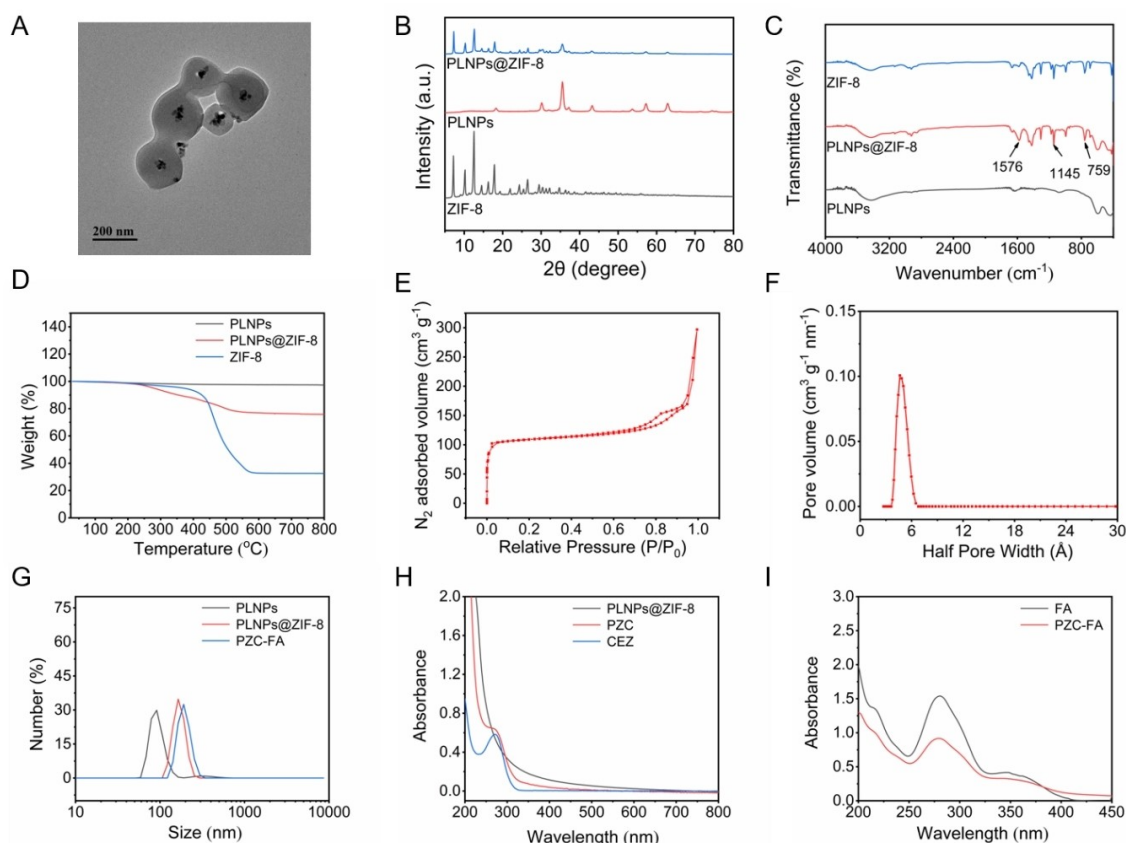 A
200 nm
B
Intensity (a.u.)
PLNPs@ZIF-8
PLNPs
ZIF-8
10 20 30 40 50 60 70 80
2θ (degree)
C
Transmittance (%)
ZIF-8
PLNPs@ZIF-8
1576
1145
759
PLNPs
4000 3200 2400 1600 800
Wavenumber (cm⁻¹)
D
Weight (%)
140
120
100
80
60
40
20
0
PLNPs
PLNPs@ZIF-8
ZIF-8
100 200 300 400 500 600 700 800
Temperature (°C)
E
N₂ adsorbed volume (cm³ g⁻¹)
350
300
250
200
150
100
50
0
0.0 0.2 0.4 0.6 0.8 1.0
Relative Pressure (P/P₀)
F
Pore volume (cm³ g⁻¹ nm⁻¹)
0.15
0.10
0.05
0.00
0 6 12 18 24 30
Half Pore Width (Å)
G
Number (%)
75
60
45
30
15
0
PLNPs
PLNPs@ZIF-8
PZC-FA
10 100 1000 10000
Size (nm)
H
Absorbance
2.0
1.6
1.2
0.8
0.4
0.0
PLNPs@ZIF-8
PZC
CEZ
200 300 400 500 600 700 800
Wavelength (nm)
I
Absorbance
3.0
2.5
2.0
1.5
1.0
0.5
0.0
FA
PZC-FA
200 250 300 350 400 450
Wavelength (nm)